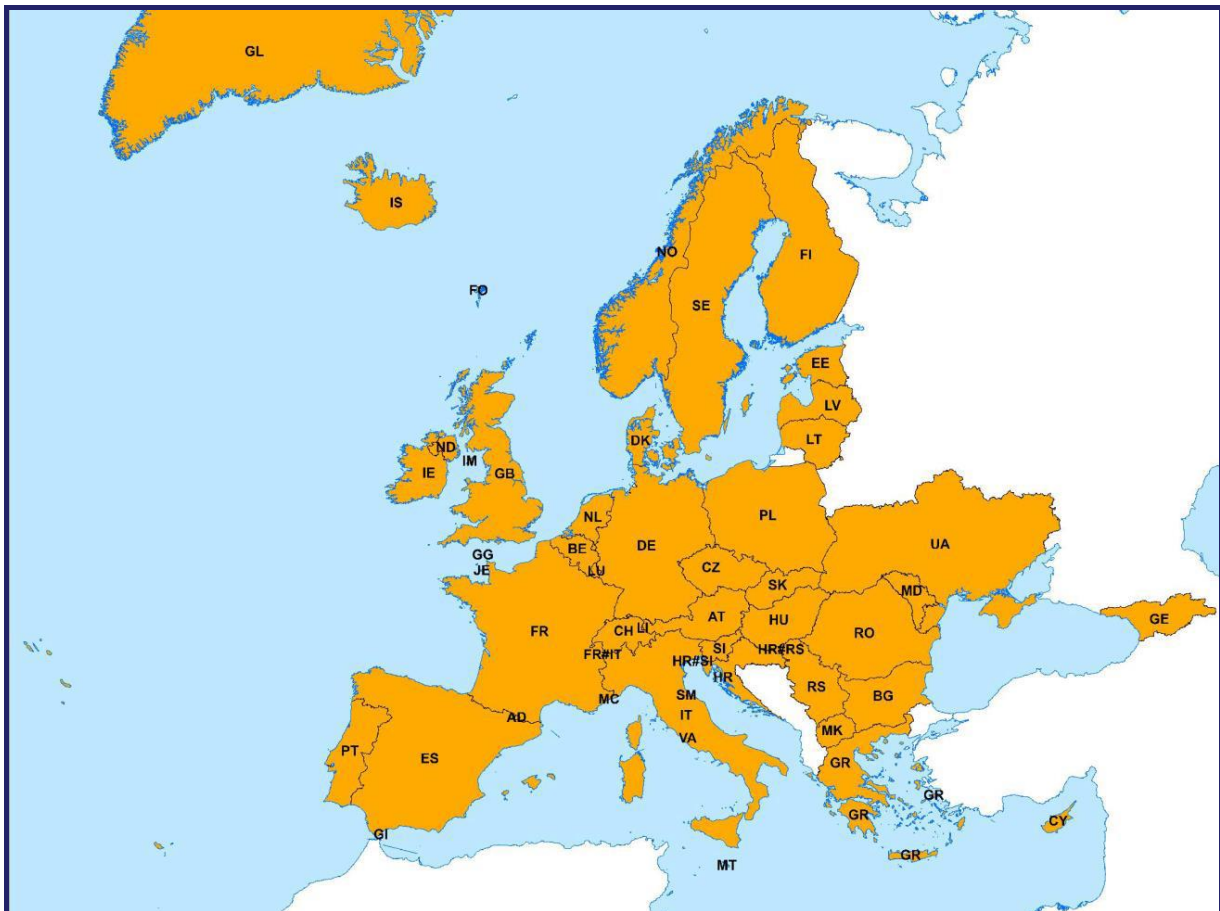 GL
IS
NO
FI
FO
SE
EE
LV
LT
DK
ND
IM
IE
GB
NL
PL
BE
DE
UA
GG
JE
LU
CZ
SK
MD
FR
CH
LI
AT
HU
RO
GE
SI
FR#IT
HR#SI
HR#RS
HR
RS
BG
MC
SM
IT
AD
VA
MK
PT
ES
GR
GR
GR
CY
GI
GR
MT